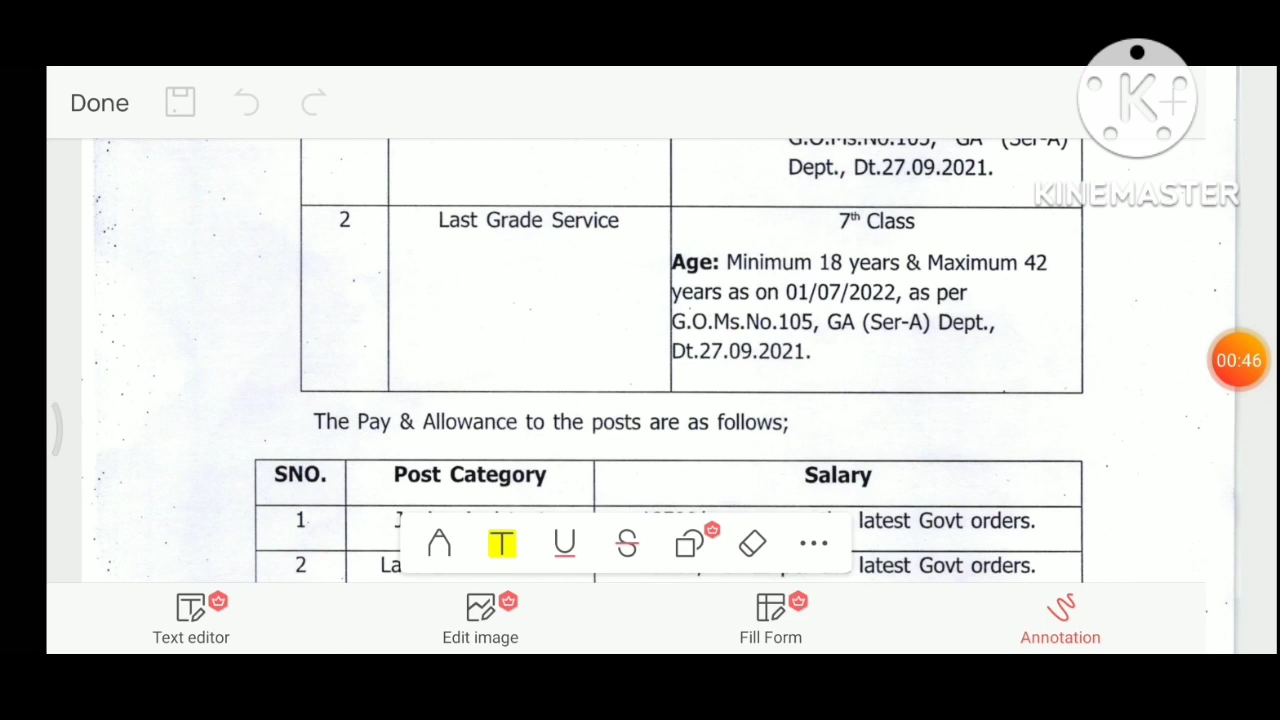 Done
KINEMASTER
G.O.Ms.No.105, GA (Ser-A)
Dept., Dt.27.09.2021.
2 Last Grade Service 7th Class
Age: Minimum 18 years & Maximum 42
years as on 01/07/2022, as per
G.O.Ms.No.105, GA (Ser-A) Dept.,
Dt.27.09.2021.
00:46
The Pay & Allowance to the posts are as follows;
SNO. Post Category Salary
1 latest Govt orders.
2 La latest Govt orders.
Text editor Edit image Fill Form Annotation